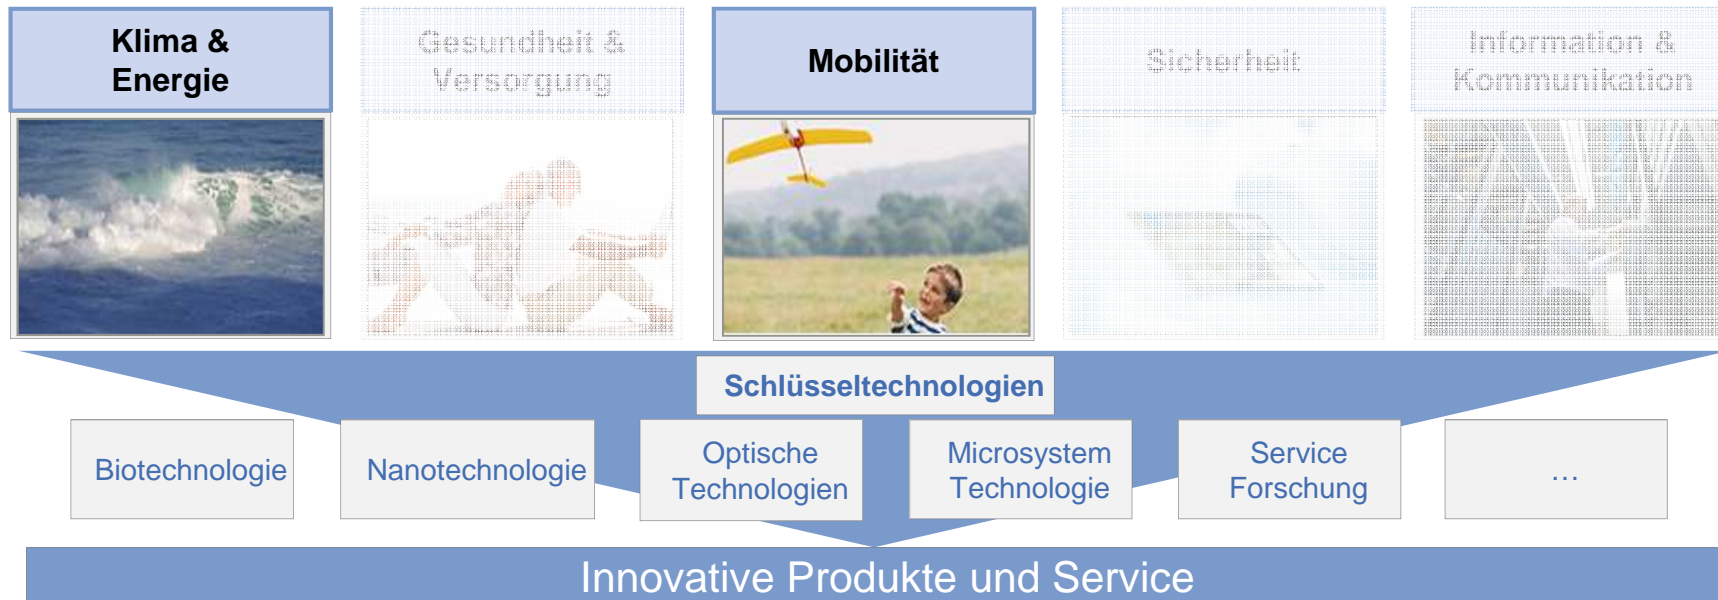 Klima &
Energie
Gesundheit &
Versorgung
Mobilität
Sicherheit
Information &
Kommunikation
Schlüsseltechnologien
Biotechnologie
Nanotechnologie
Optische
Technologien
Microsystem
Technologie
Service
Forschung
...
Innovative Produkte und Service